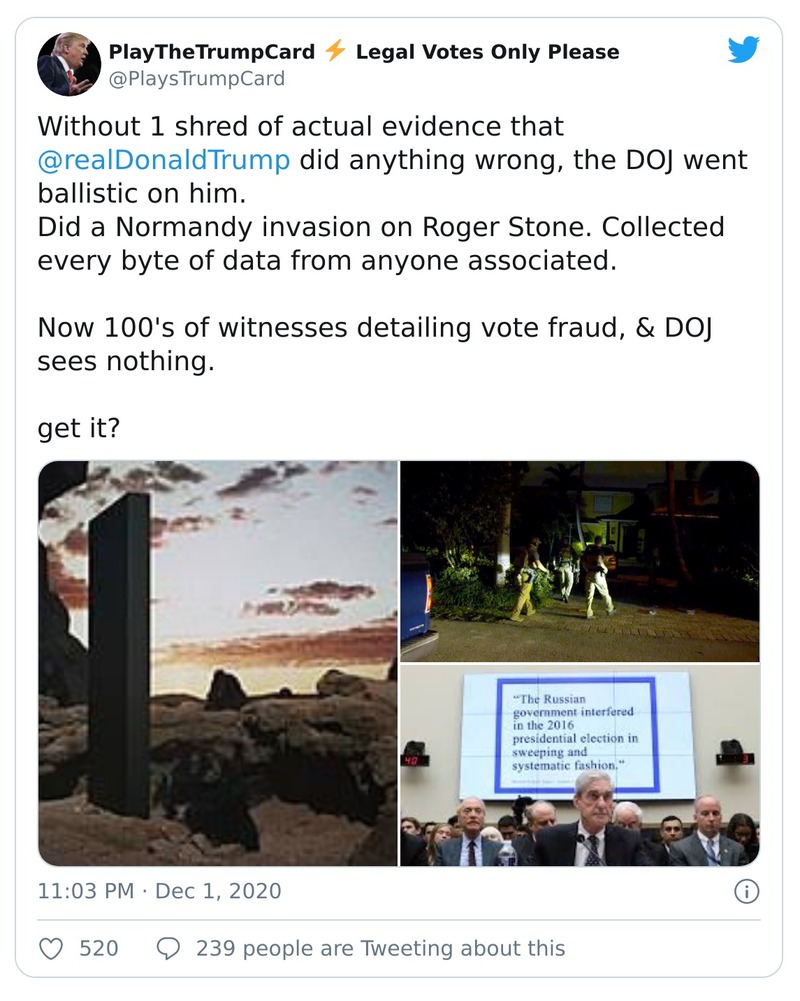 PlayTheTrumpCard ⚡ Legal Votes Only Please
@PlaysTrumpCard
Without 1 shred of actual evidence that
@realDonaldTrump did anything wrong, the DOJ went
ballistic on him.
Did a Normandy invasion on Roger Stone. Collected
every byte of data from anyone associated.
Now 100's of witnesses detailing vote fraud, & DOJ
sees nothing.
get it?
“The Russian
government interfered
in the 2016
presidential election in
sweeping and
systematic fashion.”
40
11:03 PM · Dec 1, 2020
520
239 people are Tweeting about this